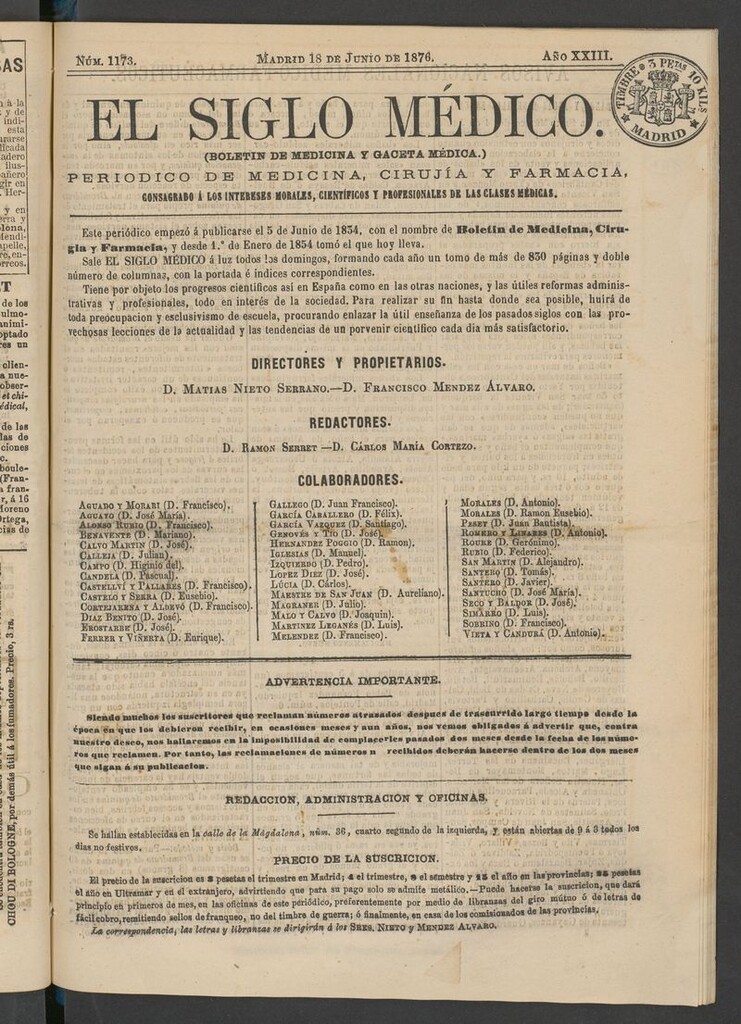 NÚM. 1173. MADRID 18 DE JUNIO DE 1876. AÑO XXIII.
TIMBRE 3 PETAS 10 KILS MADRID
EL SIGLO MÉDICO.
(BOLETIN DE MEDICINA Y GACETA MÉDICA.)
PERIODICO DE MEDICINA, CIRUJÍA Y FARMACIA,
CONSAGRADO Á LOS INTERESES MORALES, CIENTÍFICOS Y PROFESIONALES DE LAS CLASES MÉDICAS.
Este periódico empezó á publicarse el 5 de Junio de 1834, con el nombre de Boletin de Medicina, Ciru-
gía y Farmacia, y desde 1.º de Enero de 1854 tomó el que hoy lleva.
Sale EL SIGLO MÉDICO á luz todos los domingos, formando cada año un tomo de más de 830 páginas y doble
número de columnas, con la portada é índices correspondientes.
Tiene por objeto los progresos científicos asi en España como en las otras naciones, y las útiles reformas adminis-
trativas y profesionales, todo en interés de la sociedad. Para realizar su fin hasta donde sea posible, huirá de
toda preocupacion y esclusivismo de escuela, procurando enlazar la útil enseñanza de los pasados siglos con las pro-
vechosas lecciones de la actualidad y las tendencias de un porvenir científico cada dia más satisfactorio.
DIRECTORES Y PROPIETARIOS.
D. MATIAS NIETO SERRANO.—D. FRANCISCO MENDEZ ÁLVARO.
REDACTORES.
D. RAMON SERRET—D. CÁRLOS MARÍA CORTEZO.
COLABORADORES.
AGUADO Y MORARI (D. Francisco).
AGUAYO (D. José María).
ALONSO RUBIO (D. Francisco).
BENAVENTE (D. Mariano).
CALVO MARTIN (D. José).
CALLEJA (D. Julian).
CAMPO (D. Higinio del).
CANDELA (D. Pascual).
CASTELLVÍ Y PALLARES (D. Francisco).
CASTELO Y SERRA (D. Eusebio).
CORTEJARENA Y ALDEVÓ (D. Francisco).
DIAZ BENITO (D. José).
EROSTARBE (D. José).
FERRER Y VIÑERTA (D. Enrique).
GALLEGO (D. Juan Francisco).
GARCÍA CABALLERO (D. Félix).
GARCÍA VAZQUEZ (D. Santiago).
GENOVÉS Y TIO (D. José).
HERNANDEZ POGGIO (D. Ramon).
IGLESIAS (D. Manuel).
IZQUIERDO (D. Pedro).
LOPEZ DIEZ (D. José).
LÚCIA (D. Cárlos).
MAESTRE DE SAN JUAN (D. Aureliano).
MAGRANER (D. Julio).
MALO Y CALVO (D. Joaquin).
MARTINEZ LEGANÉS (D. Luis).
MELENDEZ (D. Francisco).
MORALES (D. Antonio).
MORALES (D. Ramon Eusebio).
PESET (D. Juan Bautista).
ROMERO Y LINARES (D. Antonio).
ROURE (D. Gerónimo).
RUBIO (D. Federico).
SAN MARTIN (D. Alejandro).
SANTERO (D. Tomás).
SANTERO (D. Javier).
SANTUCHO (D. José María).
SECO Y BALDOR (D. José).
SIMARRO (D. Luis).
SOBRINO (D. Francisco).
VIETA Y CANDURÁ (D. Antonio).
ADVERTENCIA IMPORTANTE.
Siendo muchos los suscritores que reclaman números atrasados despues de trascurrido largo tiempo desde la
época en que los debieron recibir, en ocasiones meses y aun años, nos vemos obligados á advertir que, contra
nuestro deseo, nos hallaremos en la imposibilidad de complacerles pasados dos meses desde la fecha de los núme-
ros que reclamen. Por tanto, las reclamaciones de números n recibidos deberán hacerse dentro de los dos meses
que sigan á su publicacion.
REDACCION, ADMINISTRACION Y OFICINAS.
Se hallan establecidas en la calle de la Magdalena, núm. 36, cuarto segundo de la izquierda, y están abiertas de 9 á 3 todos los
dias no festivos.
PRECIO DE LA SUSCRICION.
El precio de la suscricion es 3 pesetas el trimestre en Madrid; 4 el trimestre, 8 el semestre y 15 el año en las provincias; 25 pesetas
el año en Ultramar y en el extranjero, advirtiendo que para su pago solo se admite metálico.—Puede hacerse la suscricion, que dará
principio en primeros de mes, en las oficinas de este periódico, preferentemente por medio de libranzas del giro mútuo ó de letras de
fácil cobro, remitiendo sellos de franqueo, no del timbre de guerra; ó finalmente, en casa de los comisionados de las provincias.
La correspondencia, las letras y libranzas se dirigirán á los SRES. NIETO Y MENDEZ ALVARO.
CHOU DI BOLOGNE, por demás útil á los fumadores. Precio, 3 rs.